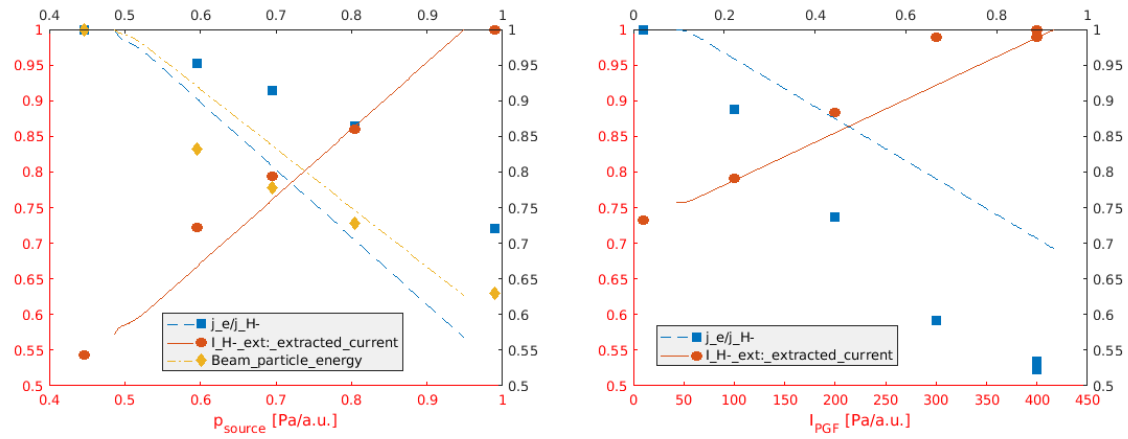 0.4 0.5 0.6 0.7 0.8 0.9 1
1 1
0.95 0.95
0.9 0.9
0.85 0.85
0.8 0.8
0.75 0.75
0.7 0.7
0.65 0.65
0.6 0.6
0.55 0.55
0.5 0.5
j_e/j_H-
I_H-_ext:_extracted_current
Beam_particle_energy
0.4 0.5 0.6 0.7 0.8 0.9 1
p_source [Pa/a.u.]
0 0.2 0.4 0.6 0.8 1
1 1
0.95 0.95
0.9 0.9
0.85 0.85
0.8 0.8
0.75 0.75
0.7 0.7
0.65 0.65
0.6 0.6
0.55 0.55
0.5 0.5
j_e/j_H-
I_H-_ext:_extracted_current
0 50 100 150 200 250 300 350 400 450
I_PGF [Pa/a.u.]